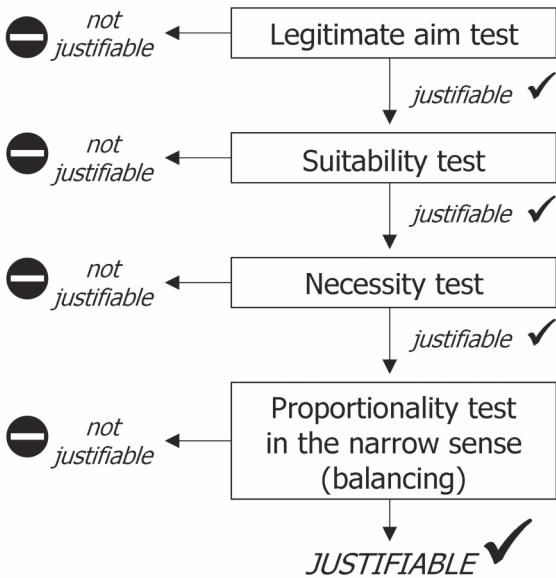 not
justifiable
Legitimate aim test
justifiable
not
justifiable
Suitability test
justifiable
not
justifiable
Necessity test
justifiable
not
justifiable
Proportionality test
in the narrow sense
(balancing)
JUSTIFIABLE